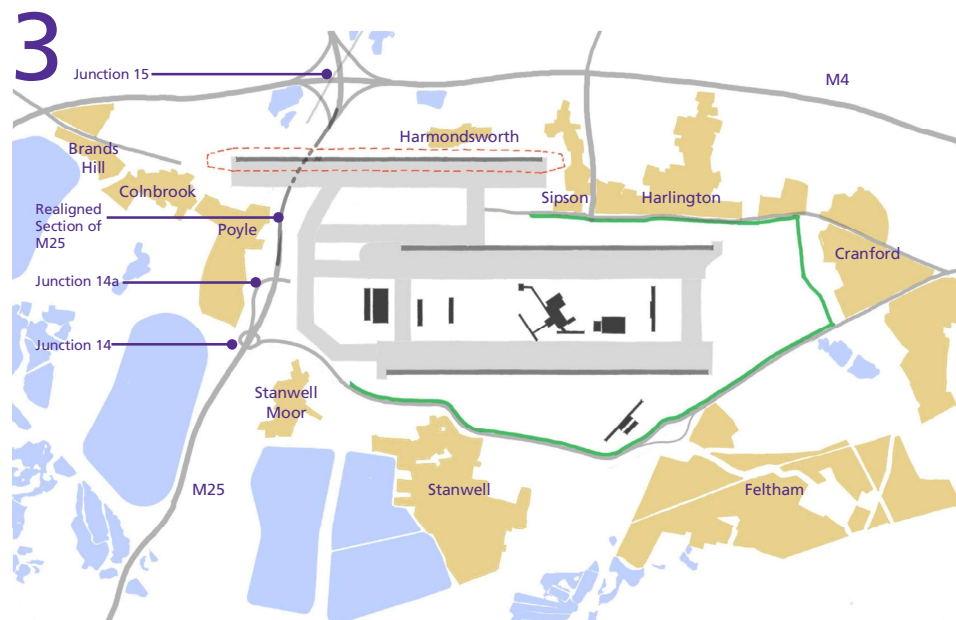 3
Junction 15
M4
Harmondsworth
Brands
Hill
Colnbrook
Sipson
Harlington
Realigned
Section of
M25
Poyle
Cranford
Junction 14a
Junction 14
Stanwell
Moor
M25
Stanwell
Feltham